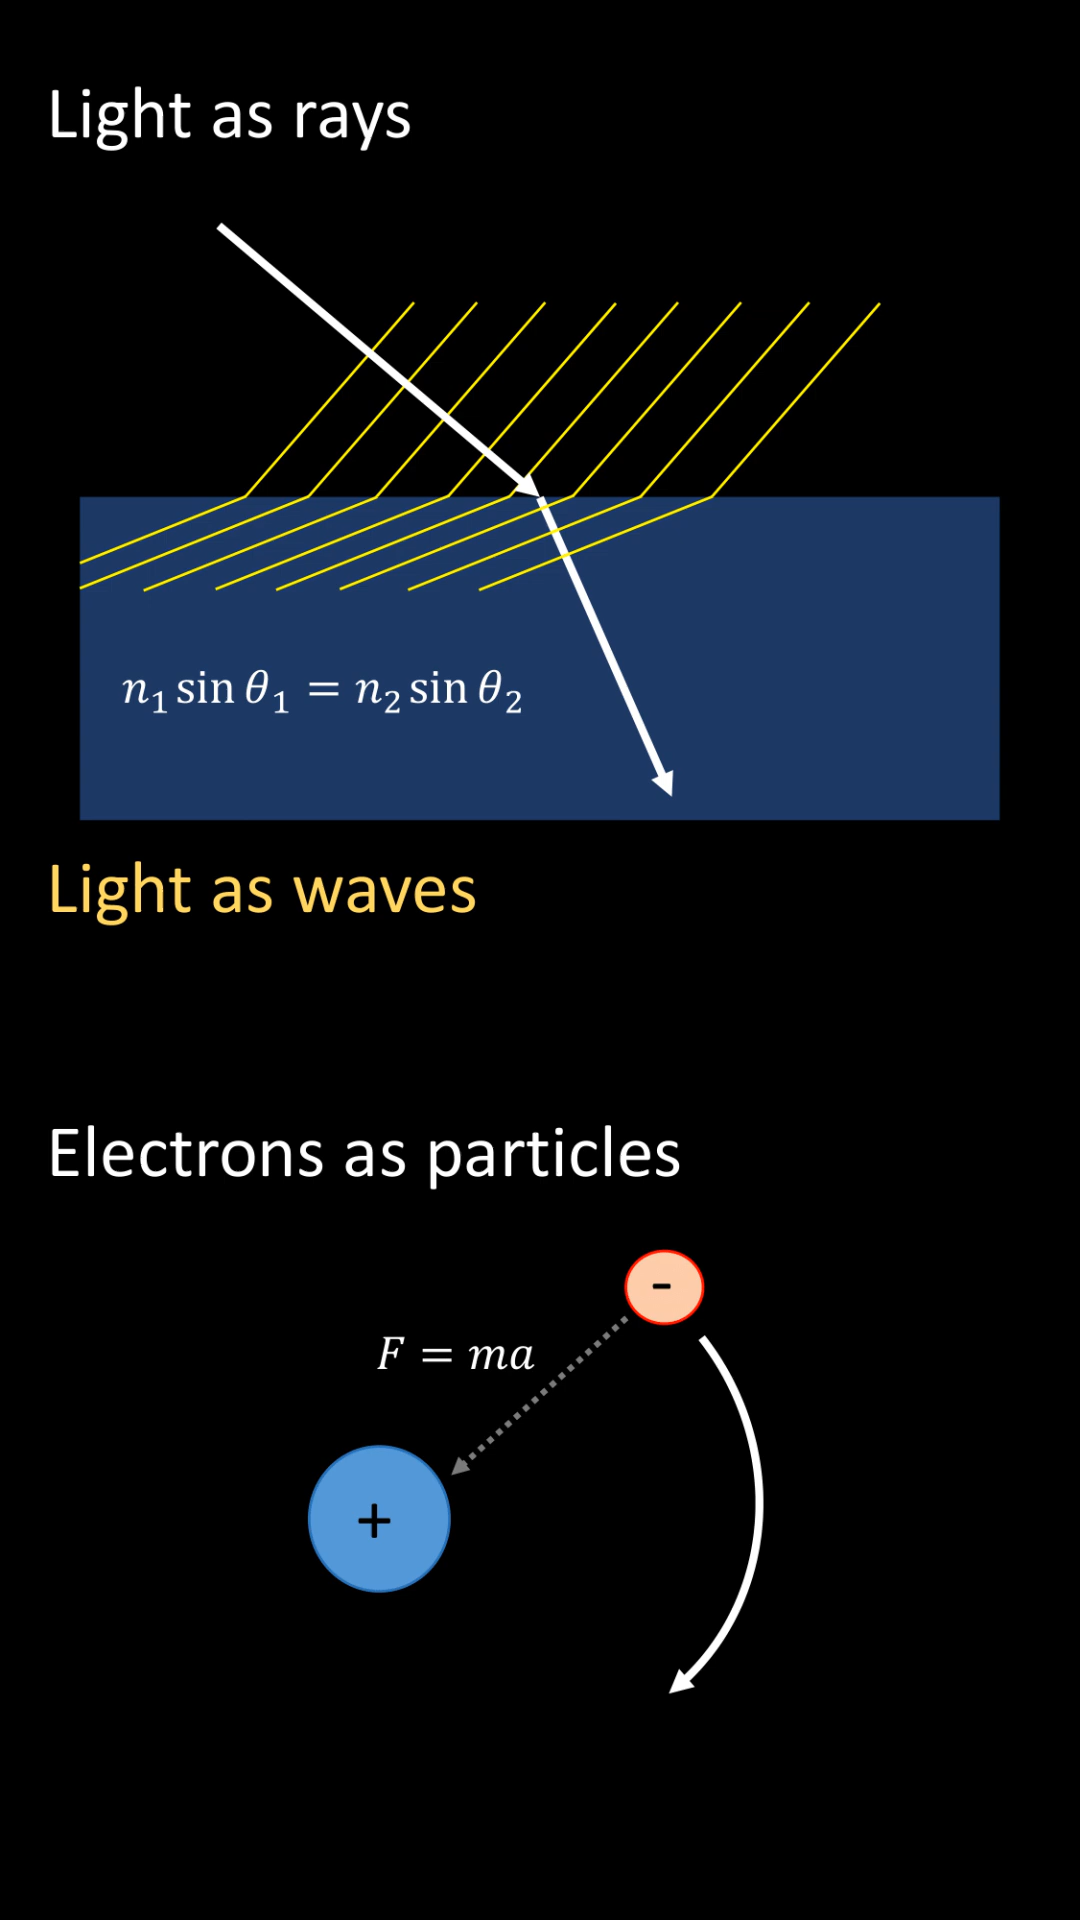 Light as rays
n₁ sin θ₁ = n₂ sin θ₂
Light as waves
Electrons as particles
-
F = ma
+